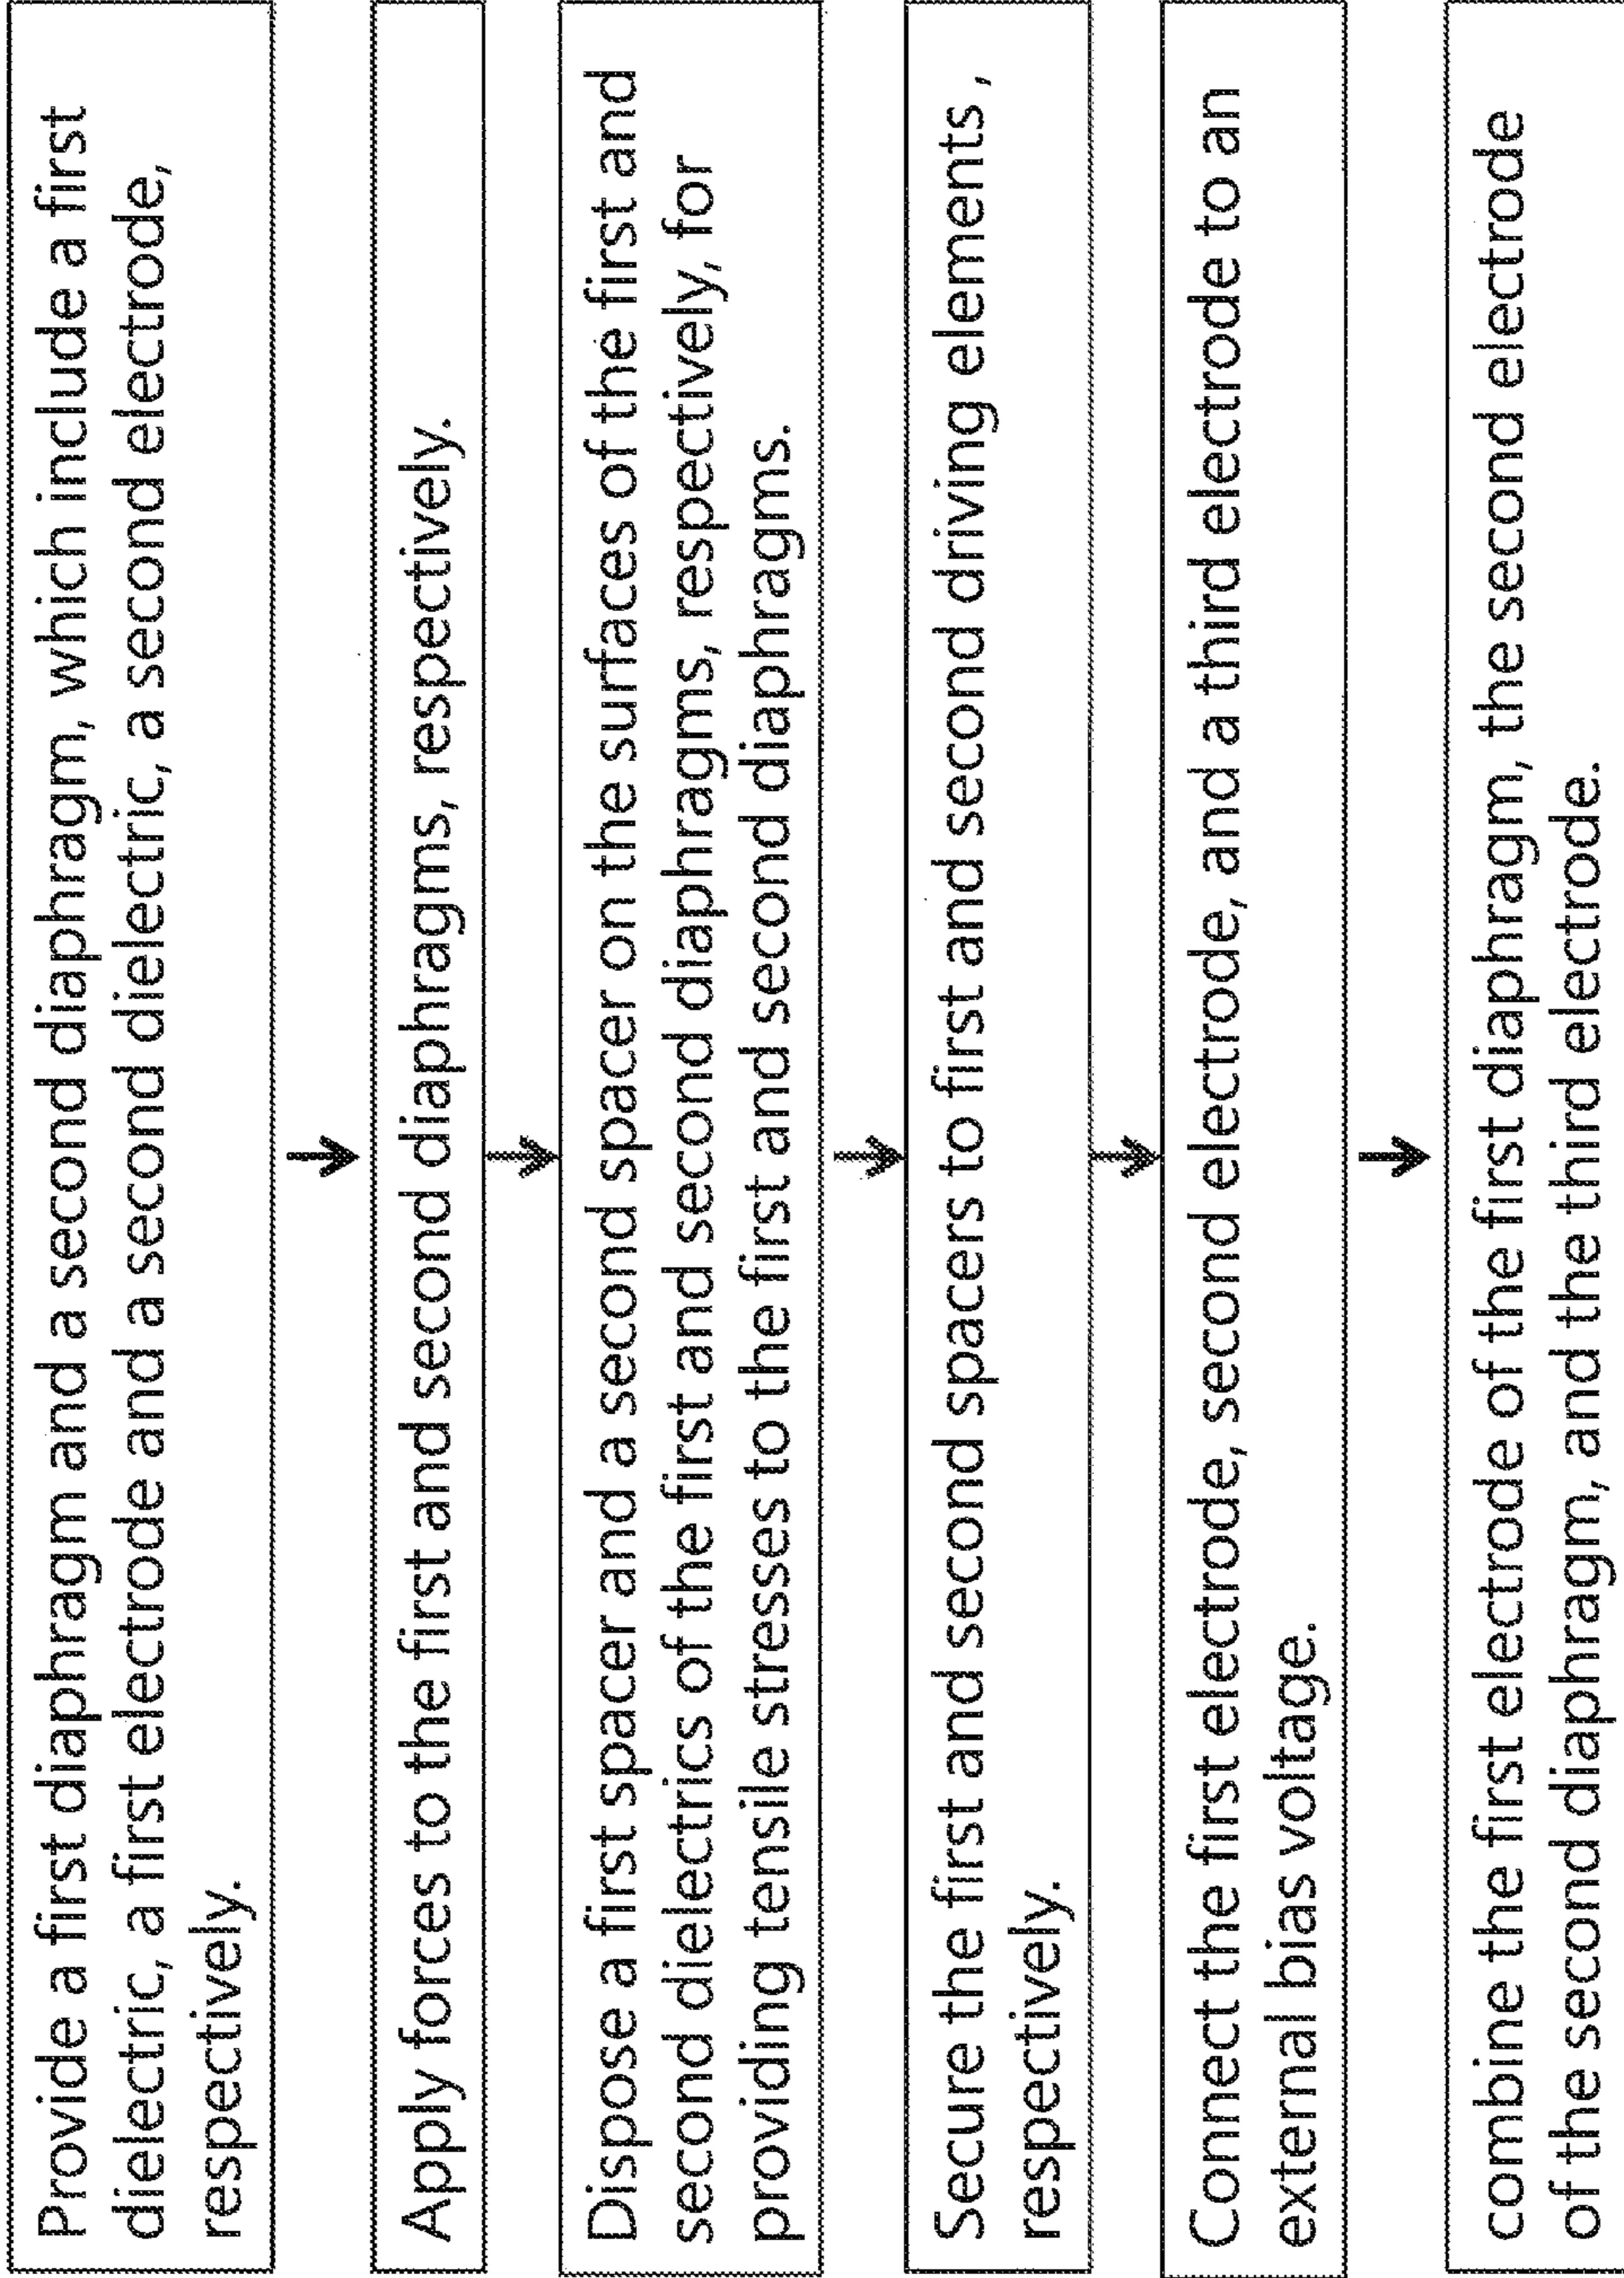 Provide a first diaphragm and a second diaphragm, which include a first
dielectric, a first electrode and a second dielectric, a second electrode,
respectively.
Apply forces to the first and second diaphragms, respectively.
Dispose a first spacer and a second spacer on the surfaces of the first and
second dielectrics of the first and second diaphragms, respectively, for
providing tensile stresses to the first and second diaphragms.
Secure the first and second spacers to first and second driving elements ,
respectively.
Connect the first electrode, second electrode, and a third electrode to an
external bias voltage.
combine the first electrode of the first diaphragm, the second electrode
of the second diaphragm, and the third electrode.